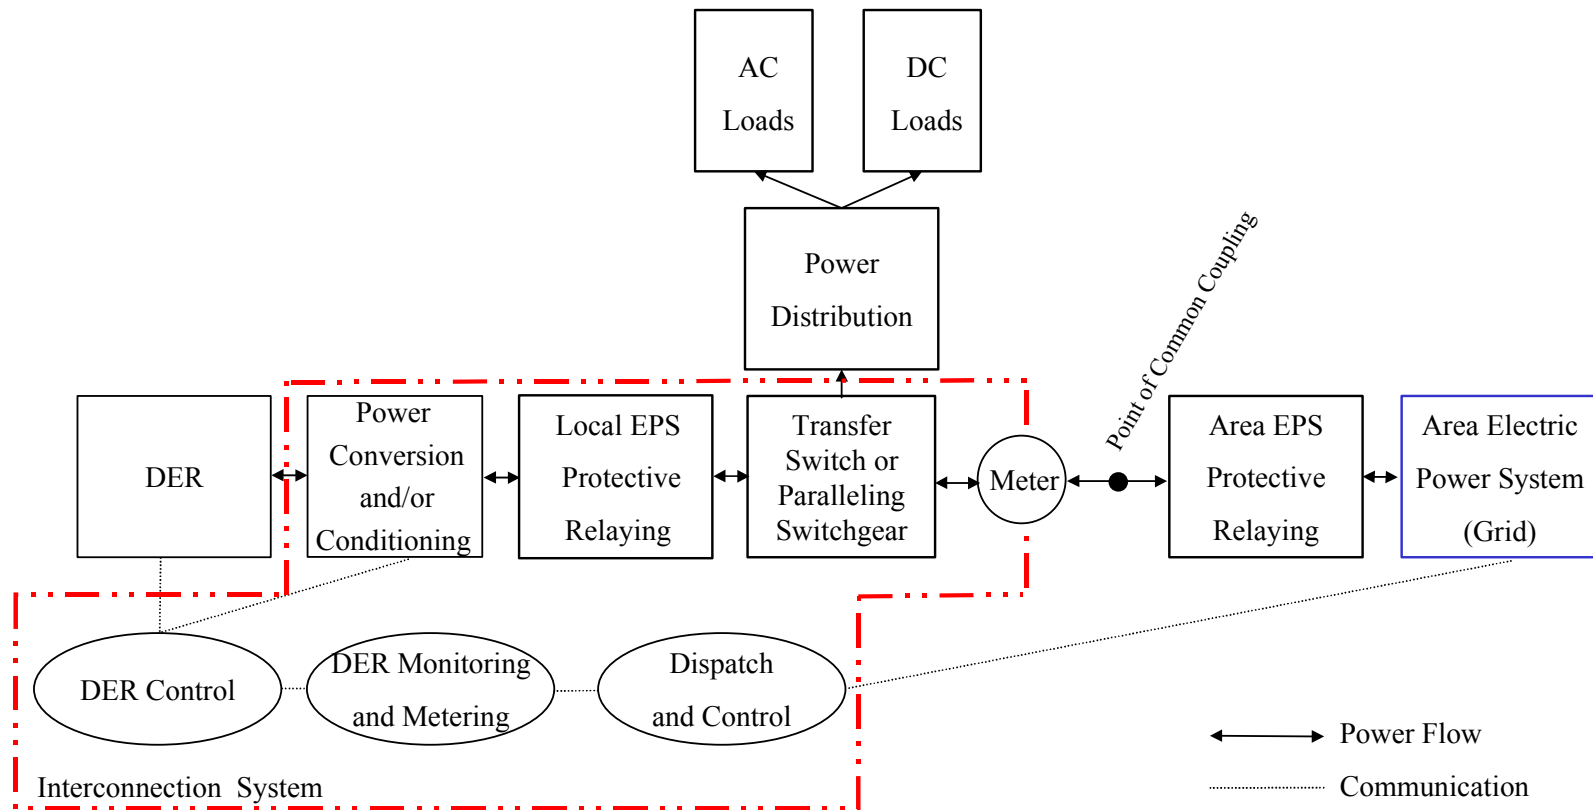 AC
Loads
DC
Loads
Power
Distribution
Point of Common Coupling
DER
Power
Conversion
and/or
Conditioning
Local EPS
Protective
Relaying
Transfer
Switch or
Paralleling
Switchgear
Meter
Area EPS
Protective
Relaying
Area Electric
Power System
(Grid)
DER Control
DER Monitoring
and Metering
Dispatch
and Control
Interconnection System
Power Flow
Communication